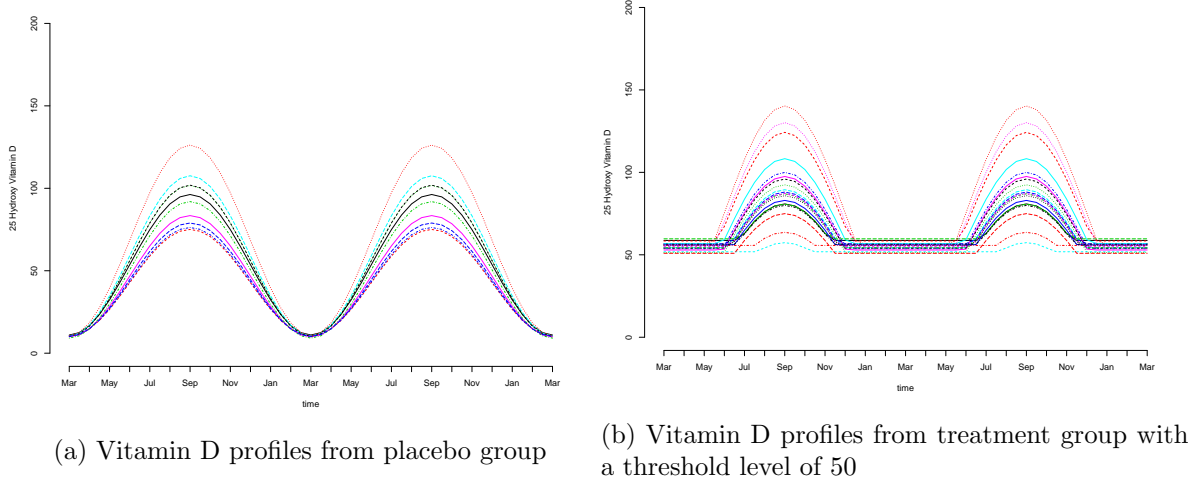 200
150
100
50
0
25 Hydroxy Vitamin D
Mar May Jul Sep Nov Jan Mar May Jul Sep Nov Jan Mar
time
(a) Vitamin D profiles from placebo group
200
150
100
50
0
25 Hydroxy Vitamin D
Mar May Jul Sep Nov Jan Mar May Jul Sep Nov Jan Mar
time
(b) Vitamin D profiles from treatment group with
a threshold level of 50